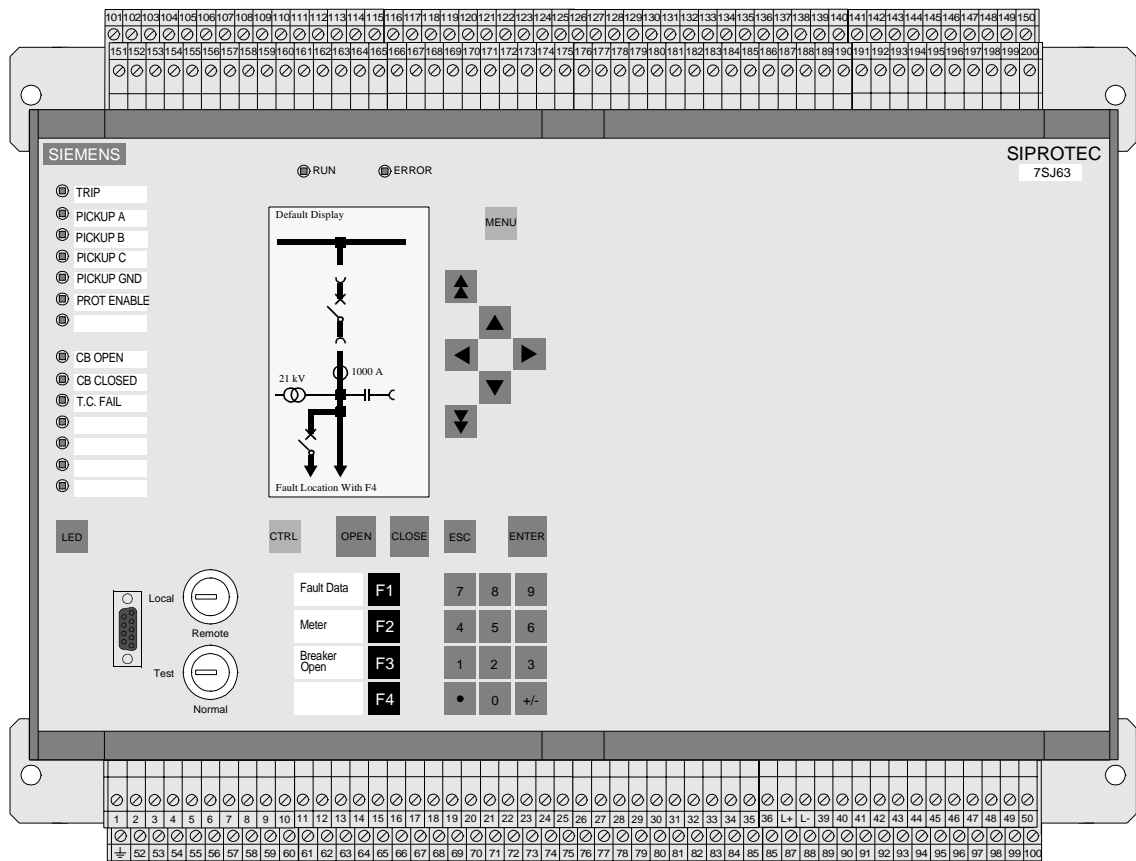 101 102 103 104 105 106 107 108 109 110 111 112 113 114 115 116 117 118 119 120 121 122 123 124 125 126 127 128 129 130 131 132 133 134 135 136 137 138 139 140 141 142 143 144 145 146 147 148 149 150
151 152 153 154 155 156 157 158 159 160 161 162 163 164 165 166 167 168 169 170 171 172 173 174 175 176 177 178 179 180 181 182 183 184 185 186 187 188 189 190 191 192 193 194 195 196 197 198 199 200
SIEMENS
SIPROTEC
7SJ63
RUN
ERROR
TRIP
PICKUP A
PICKUP B
PICKUP C
PICKUP GND
PROT ENABLE
CB OPEN
CB CLOSED
T.C. FAIL
Default Display
21 kV
1000 A
Fault Location With F4
MENU
LED
CTRL
OPEN
CLOSE
ESC
ENTER
Local
Remote
Test
Normal
Fault Data F1
Meter F2
Breaker
Open F3
F4
7 8 9
4 5 6
1 2 3
• 0 +/-
1 2 3 4 5 6 7 8 9 10 11 12 13 14 15 16 17 18 19 20 21 22 23 24 25 26 27 28 29 30 31 32 33 34 35 36 L+ L- 39 40 41 42 43 44 45 46 47 48 49 50
52 53 54 55 56 57 58 59 60 61 62 63 64 65 66 67 68 69 70 71 72 73 74 75 76 77 78 79 80 81 82 83 84 85 85 87 88 89 90 91 92 93 94 95 96 97 98 99 100